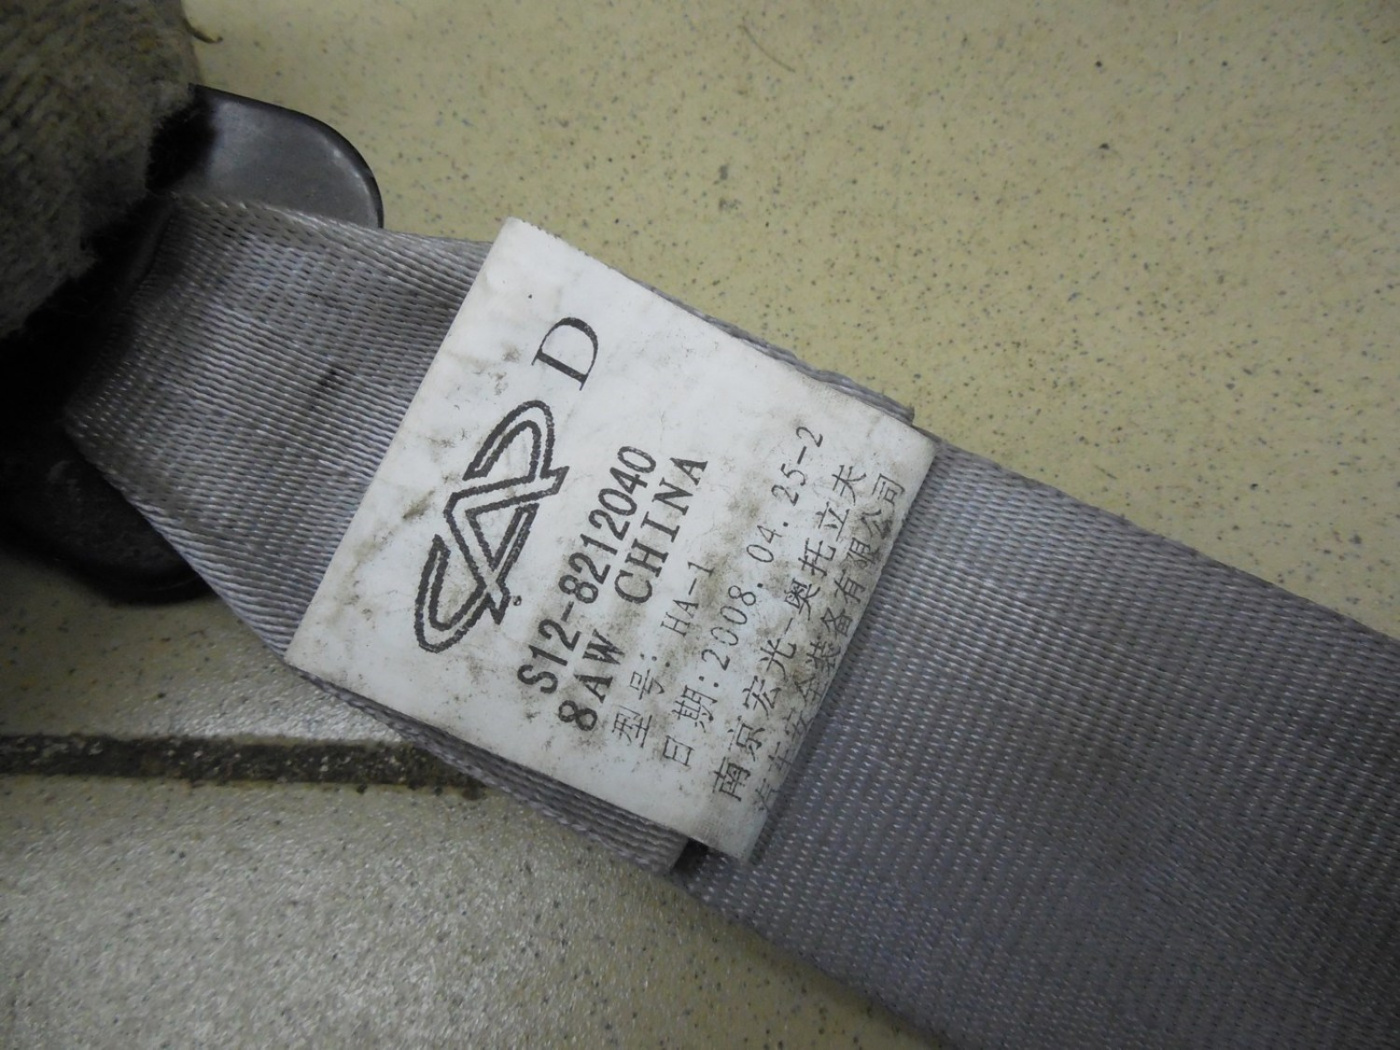 D
S12-8212040
8AW CHINA
型号: HA-1
日期:2008.04.25-2
南京宏光-奥托立夫
汽车安全装备有限公司